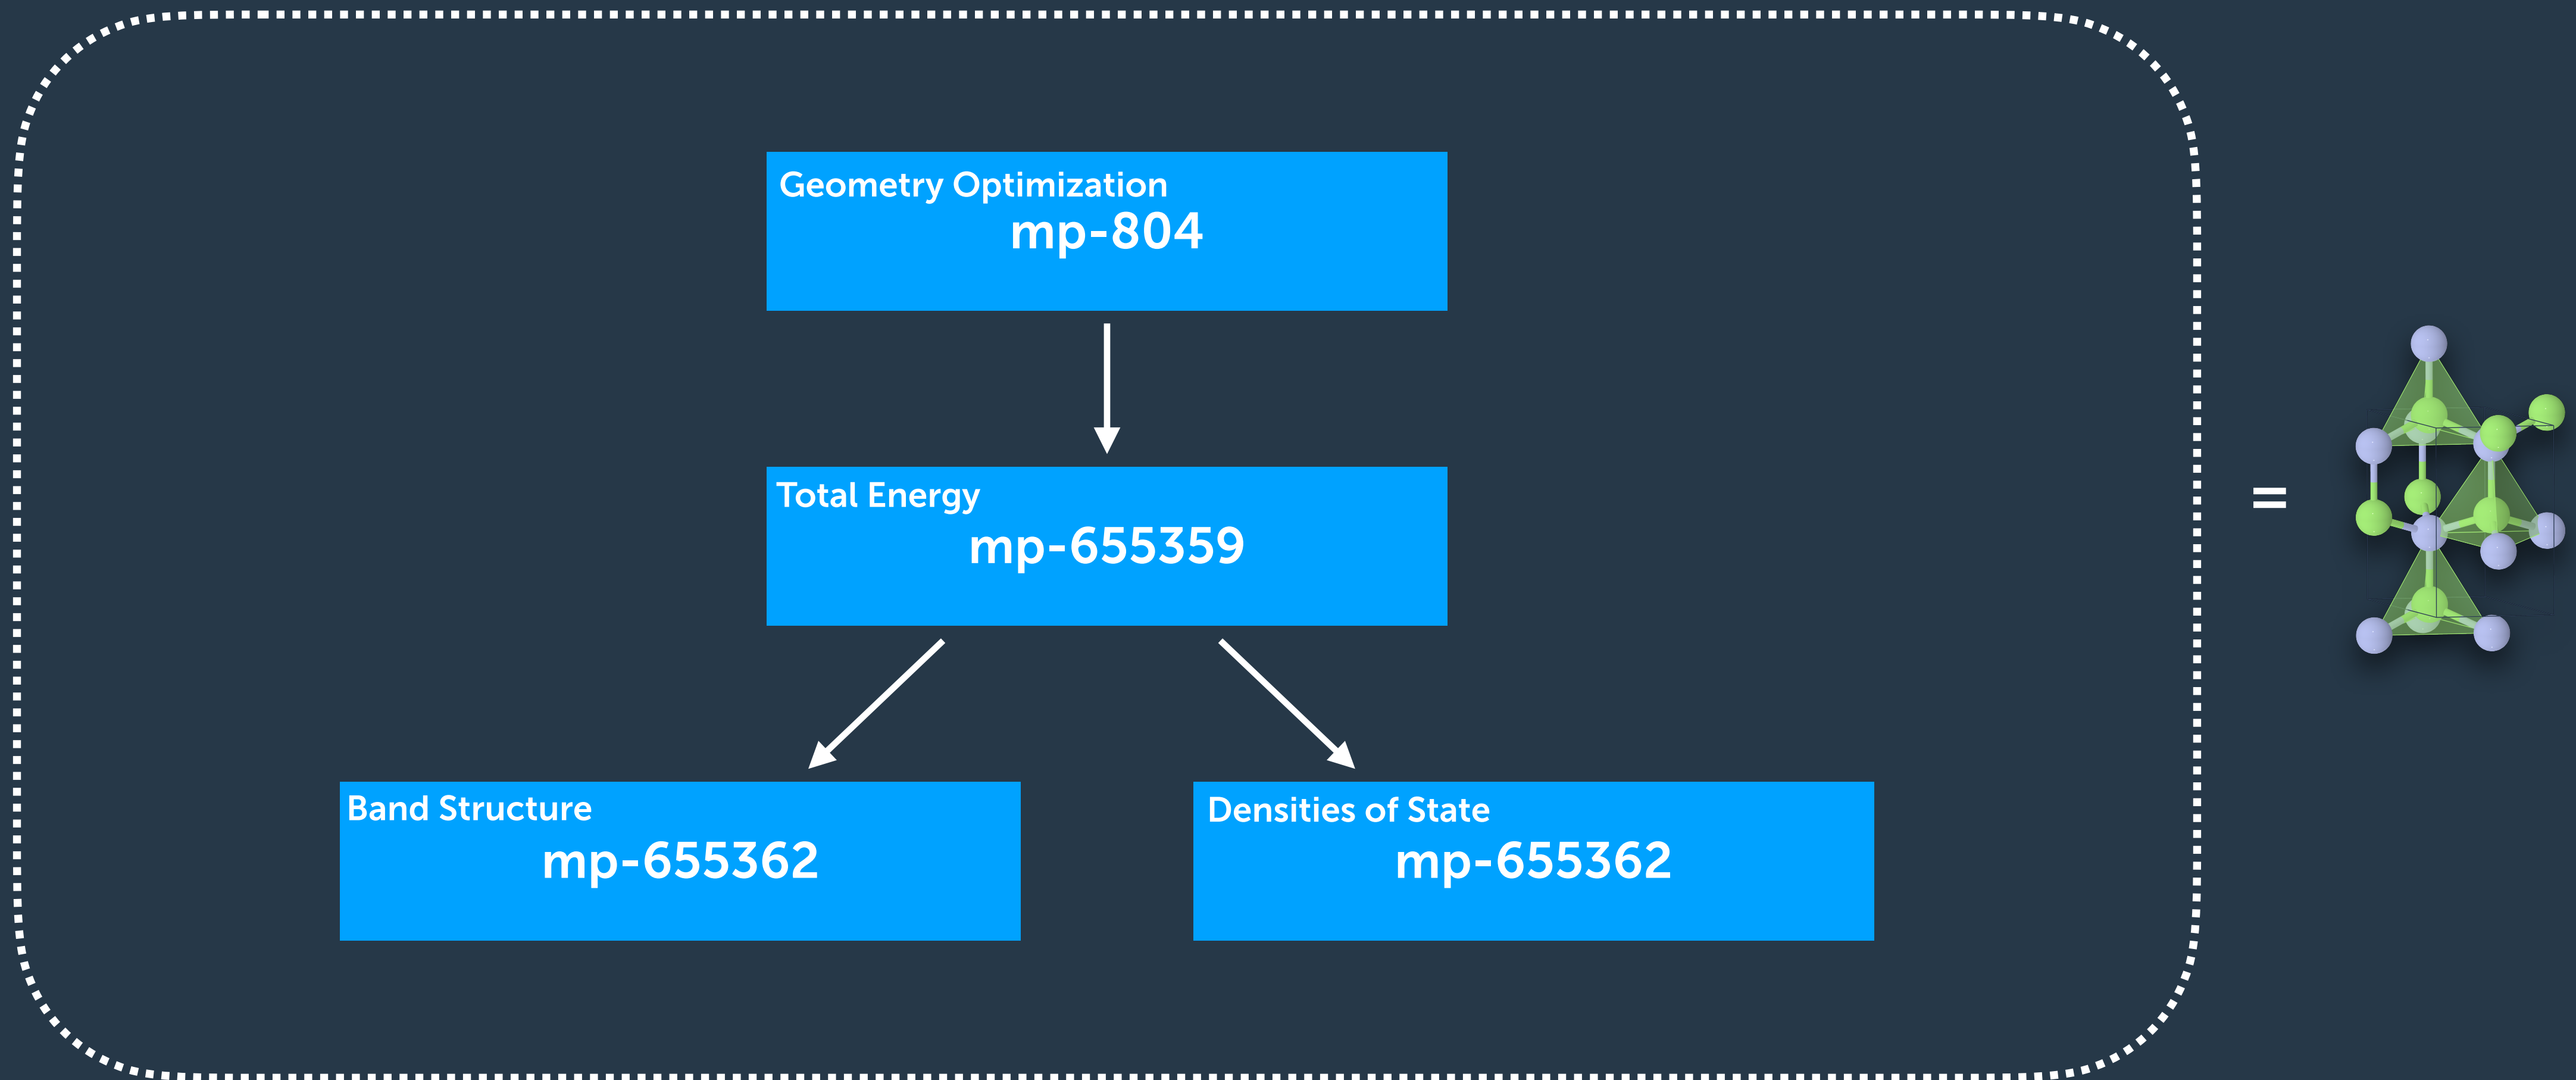 Geometry Optimization
mp-804
Total Energy
mp-655359
=
Band Structure
mp-655362
Densities of State
mp-655362